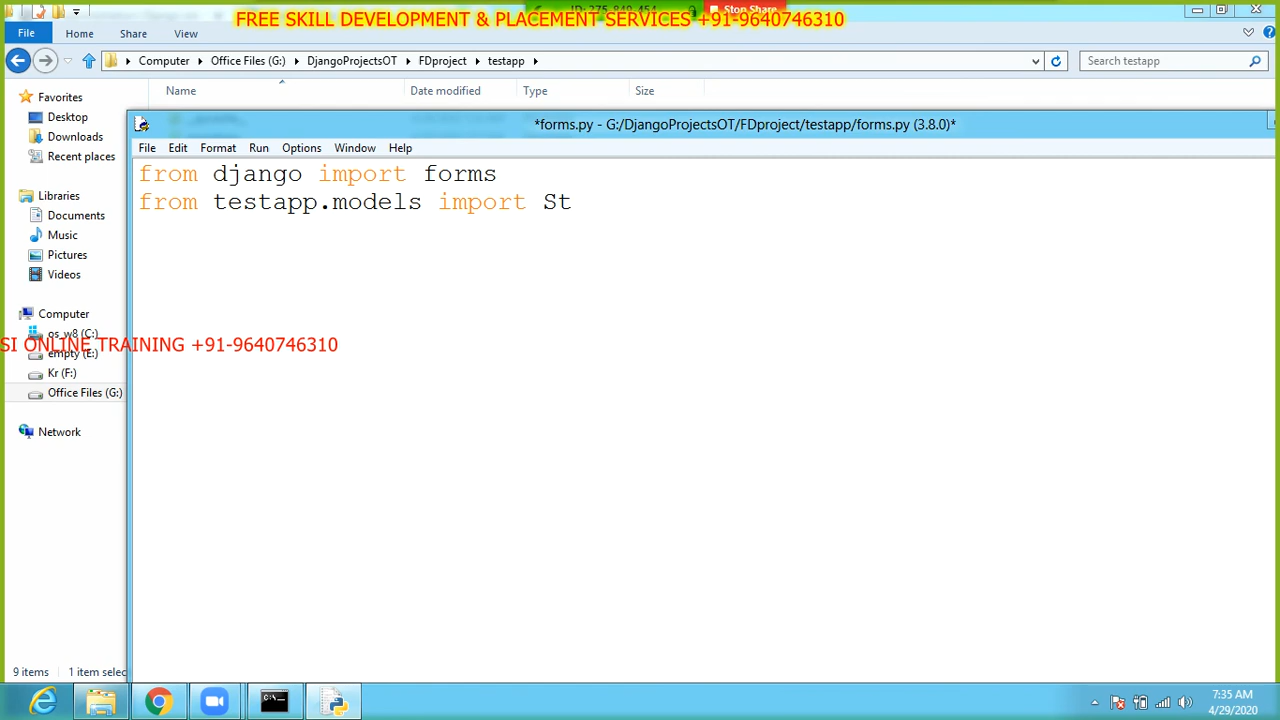 FREE SKILL DEVELOPMENT & PLACEMENT SERVICES +91-9640746310
Stop Share
File Home Share View
Computer Office Files (G:) DjangoProjectsOT FDproject testapp
Search testapp
Name Date modified Type Size
Favorites
Desktop
Downloads
Recent places
Libraries
Documents
Music
Pictures
Videos
Computer
os_w8 (C:)
empty (E:)
Kr (F:)
Office Files (G:)
Network
SI ONLINE TRAINING +91-9640746310
*forms.py - G:/DjangoProjectsOT/FDproject/testapp/forms.py (3.8.0)*
File Edit Format Run Options Window Help
from django import forms
from testapp.models import St
9 items 1 item selec
7:35 AM
4/29/2020